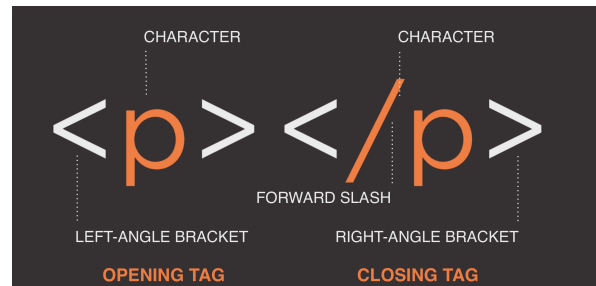 CHARACTER CHARACTER
<p> </p>
FORWARD SLASH
LEFT-ANGLE BRACKET RIGHT-ANGLE BRACKET
OPENING TAG CLOSING TAG